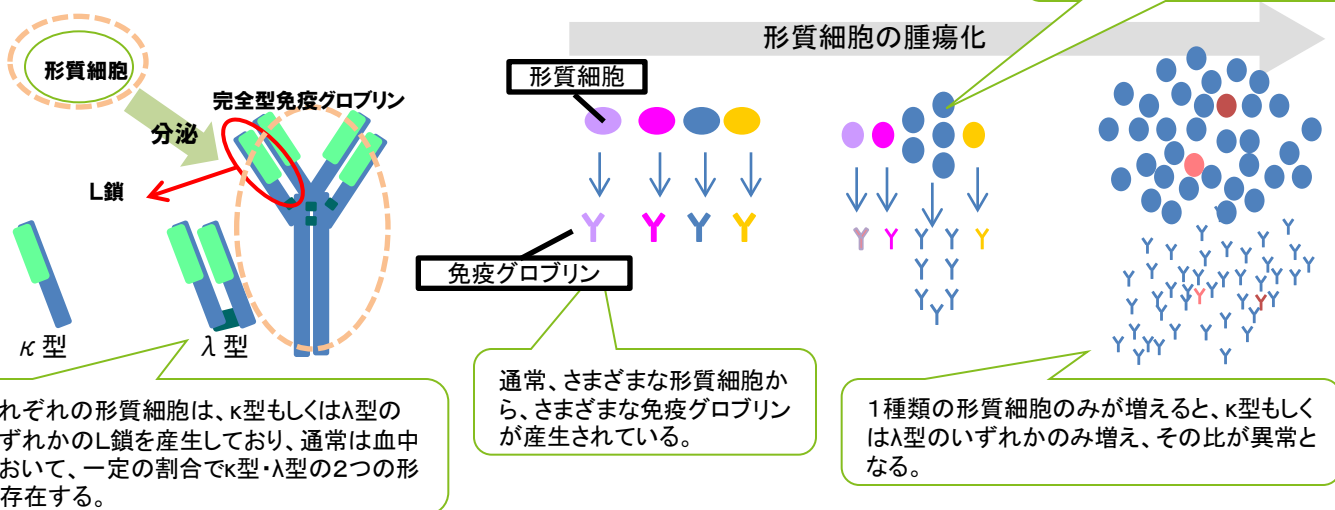 形質細胞の腫瘍化
形質細胞
分泌
完全型免疫グロブリン
L鎖
κ型
λ型
形質細胞
免疫グロブリン
れぞれの形質細胞は、κ型もしくはλ型の
ずれかのL鎖を産生しており、通常は血中
おいて、一定の割合でκ型・λ型の2つの形
存在する。
通常、さまざまな形質細胞か
ら、さまざまな免疫グロブリン
が産生されている。
1種類の形質細胞のみが増えると、κ型もしく
はλ型のいずれかのみ増え、その比が異常と
なる。